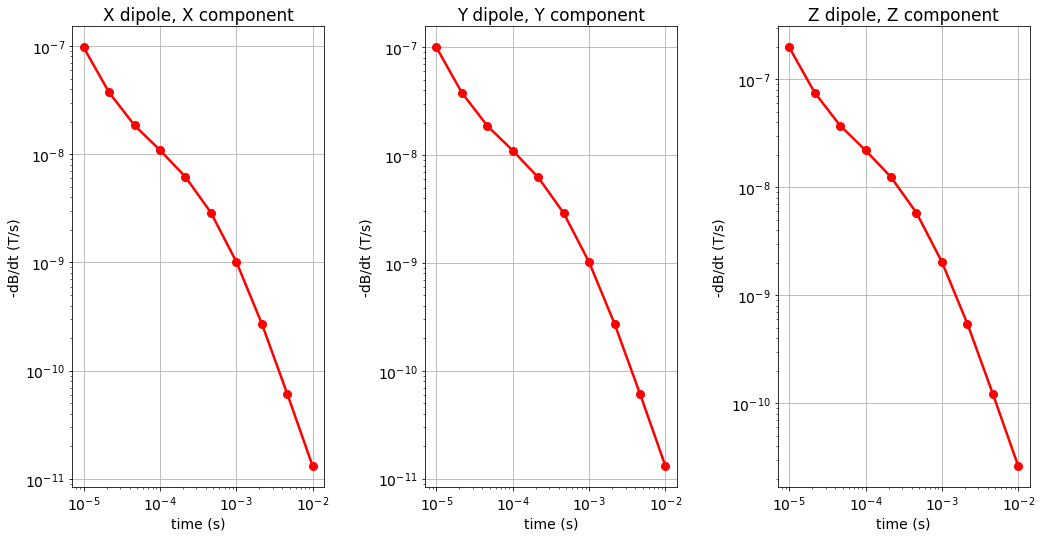 X dipole, X component
-dB/dt (T/s)
10⁻⁷
10⁻⁸
10⁻⁹
10⁻¹⁰
10⁻¹¹
10⁻⁵ 10⁻⁴ 10⁻³ 10⁻²
time (s)
Y dipole, Y component
-dB/dt (T/s)
10⁻⁷
10⁻⁸
10⁻⁹
10⁻¹⁰
10⁻¹¹
10⁻⁵ 10⁻⁴ 10⁻³ 10⁻²
time (s)
Z dipole, Z component
-dB/dt (T/s)
10⁻⁷
10⁻⁸
10⁻⁹
10⁻¹⁰
10⁻⁵ 10⁻⁴ 10⁻³ 10⁻²
time (s)